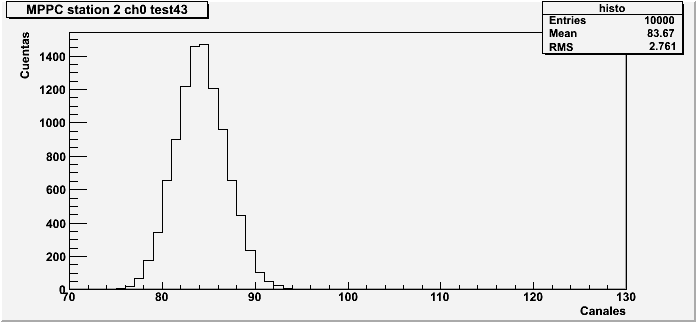 MPPC station 2 ch0 test43
histo
Entries 10000
Mean 83.67
RMS 2.761
Cuentas
1400
1200
1000
800
600
400
200
0
70 80 90 100 110 120 130
Canales